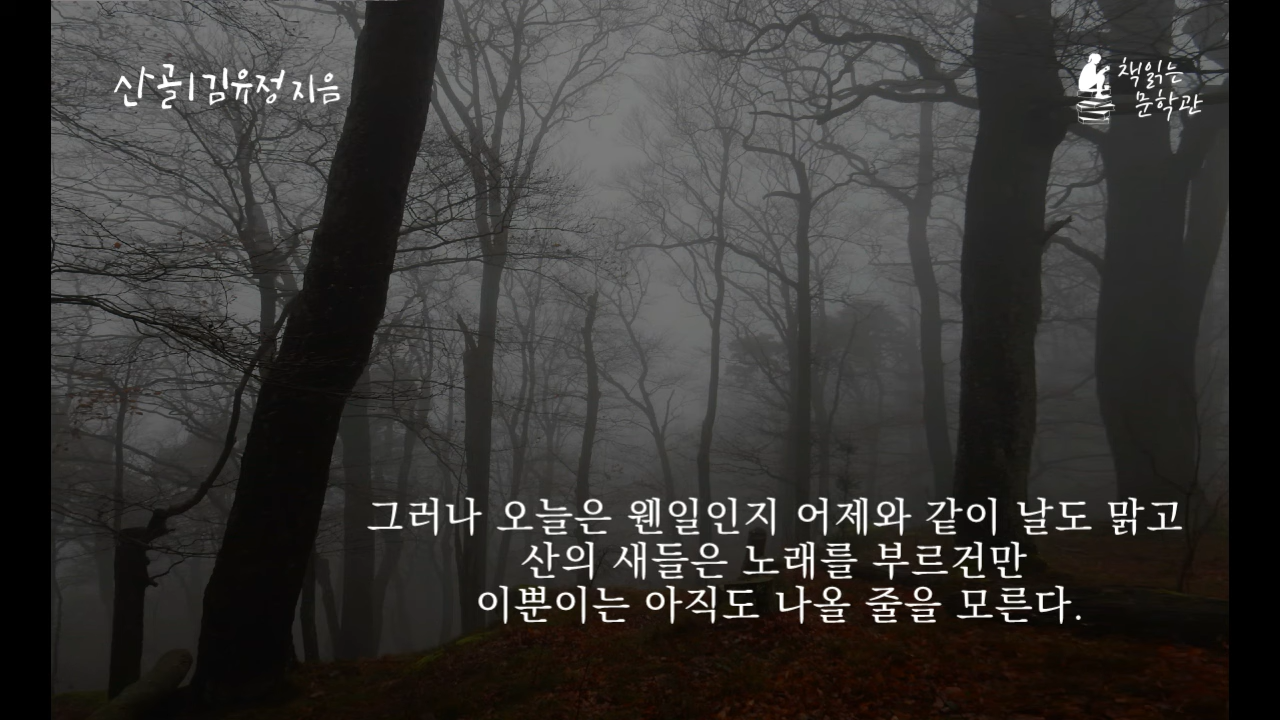 산골 | 김유정 지음
책읽는
문학관
그러나 오늘은 웬일인지 어제와 같이 날도 맑고
산의 새들은 노래를 부르건만
이뿐이는 아직도 나올 줄을 모른다.